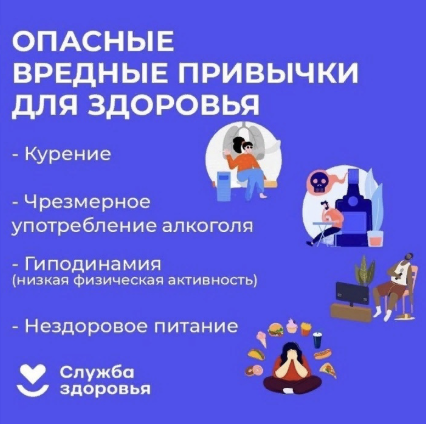 ОПАСНЫЕ
ВРЕДНЫЕ ПРИВЫЧКИ
ДЛЯ ЗДОРОВЬЯ
- Курение
- Чрезмерное
употребление алкоголя
- Гиподинамия
(низкая физическая активность)
- Нездоровое питание
Служба
здоровья